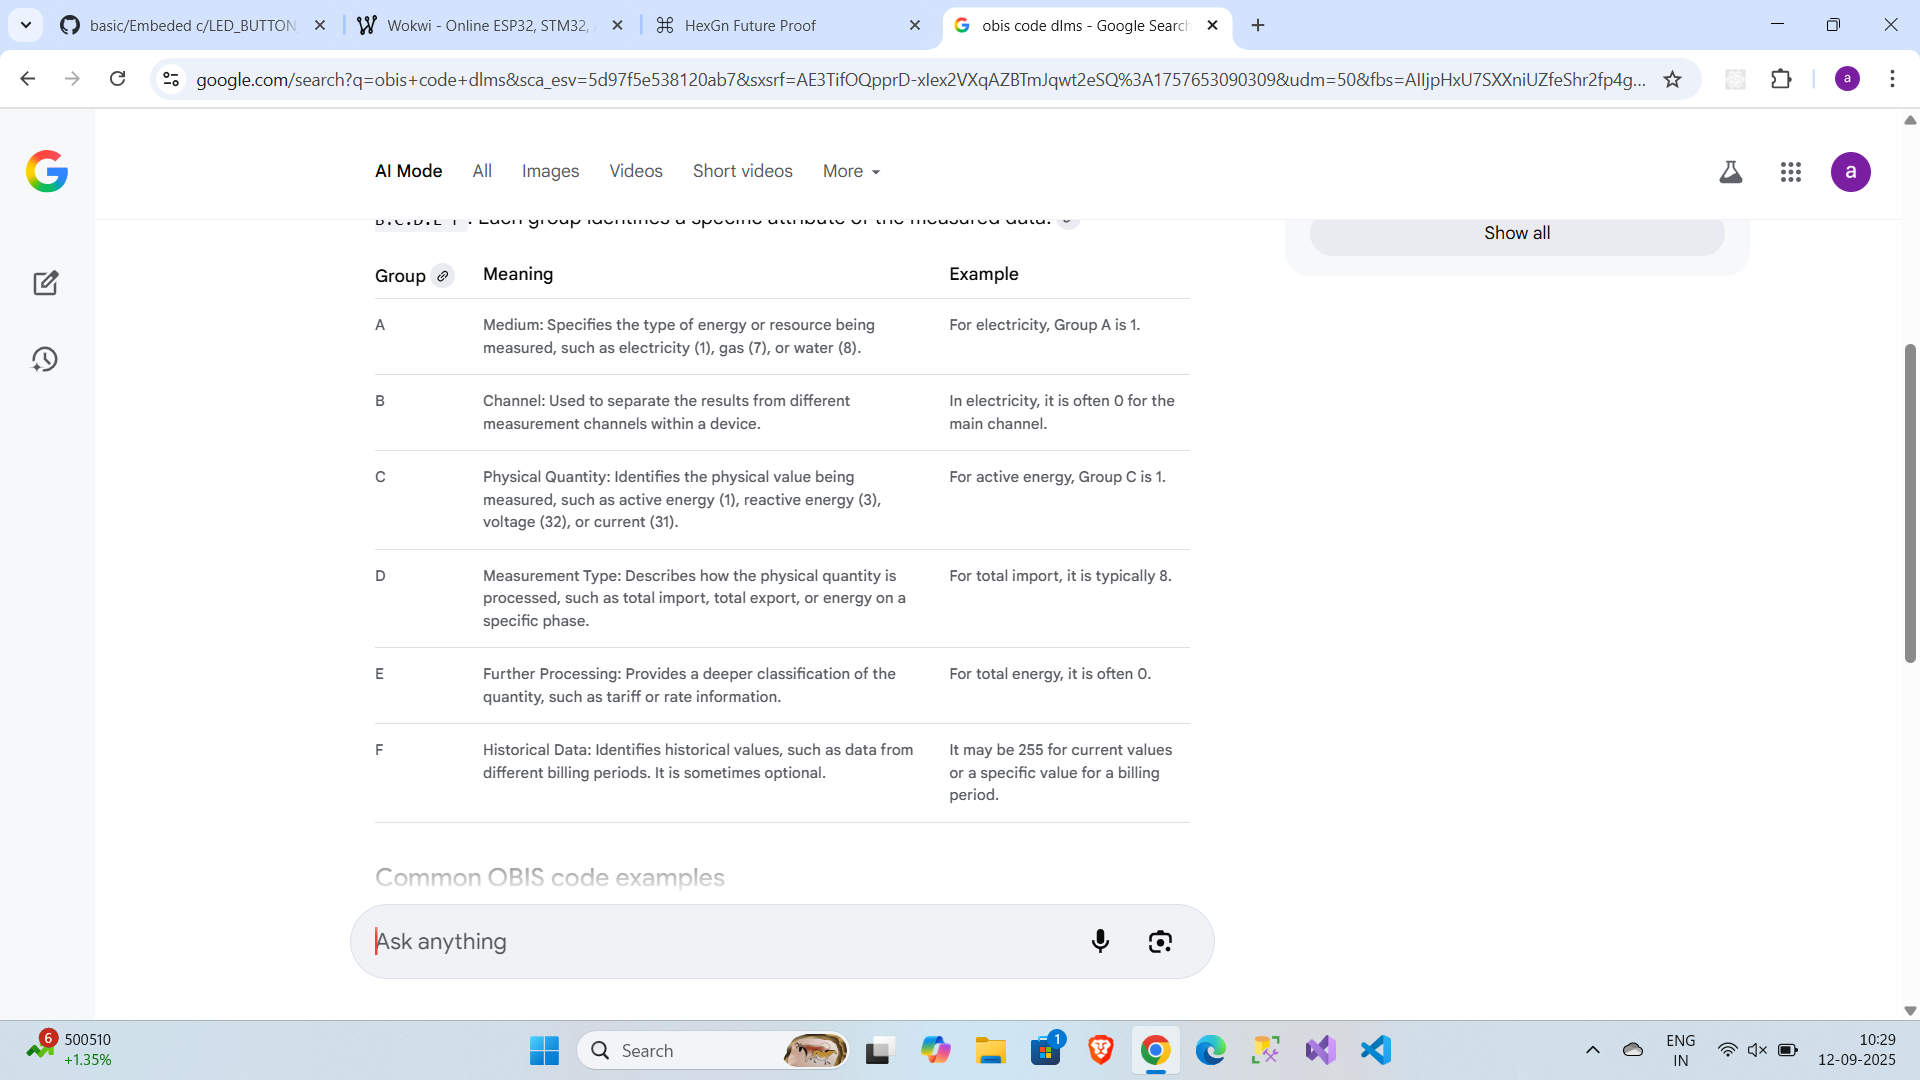 basic/Embeded c/LED_BUTTON
Wokwi - Online ESP32, STM32,
HexGn Future Proof
obis code dlms - Google Search
google.com/search?q=obis+code+dlms&sca_esv=5d97f5e538120ab7&sxsrf=AE3TifOQpprD-xIex2VXqAZBTmJqwt2eSQ%3A1757653090309&udm=50&fbs=AIIjpHxU7SXXniUZfeShr2fp4g...
a
AI Mode
All
Images
Videos
Short videos
More
a
B.C.D.E*F. Each group identifies a specific attribute of the measured data.
Show all
Group Meaning Example
A Medium: Specifies the type of energy or resource being For electricity, Group A is 1.
measured, such as electricity (1), gas (7), or water (8).
B Channel: Used to separate the results from different In electricity, it is often 0 for the
measurement channels within a device. main channel.
C Physical Quantity: Identifies the physical value being For active energy, Group C is 1.
measured, such as active energy (1), reactive energy (3),
voltage (32), or current (31).
D Measurement Type: Describes how the physical quantity is For total import, it is typically 8.
processed, such as total import, total export, or energy on a
specific phase.
E Further Processing: Provides a deeper classification of the For total energy, it is often 0.
quantity, such as tariff or rate information.
F Historical Data: Identifies historical values, such as data from It may be 255 for current values
different billing periods. It is sometimes optional. or a specific value for a billing
period.
Common OBIS code examples
Ask anything
6
500510
+1.35%
Search
1
ENG
IN
10:29
12-09-2025